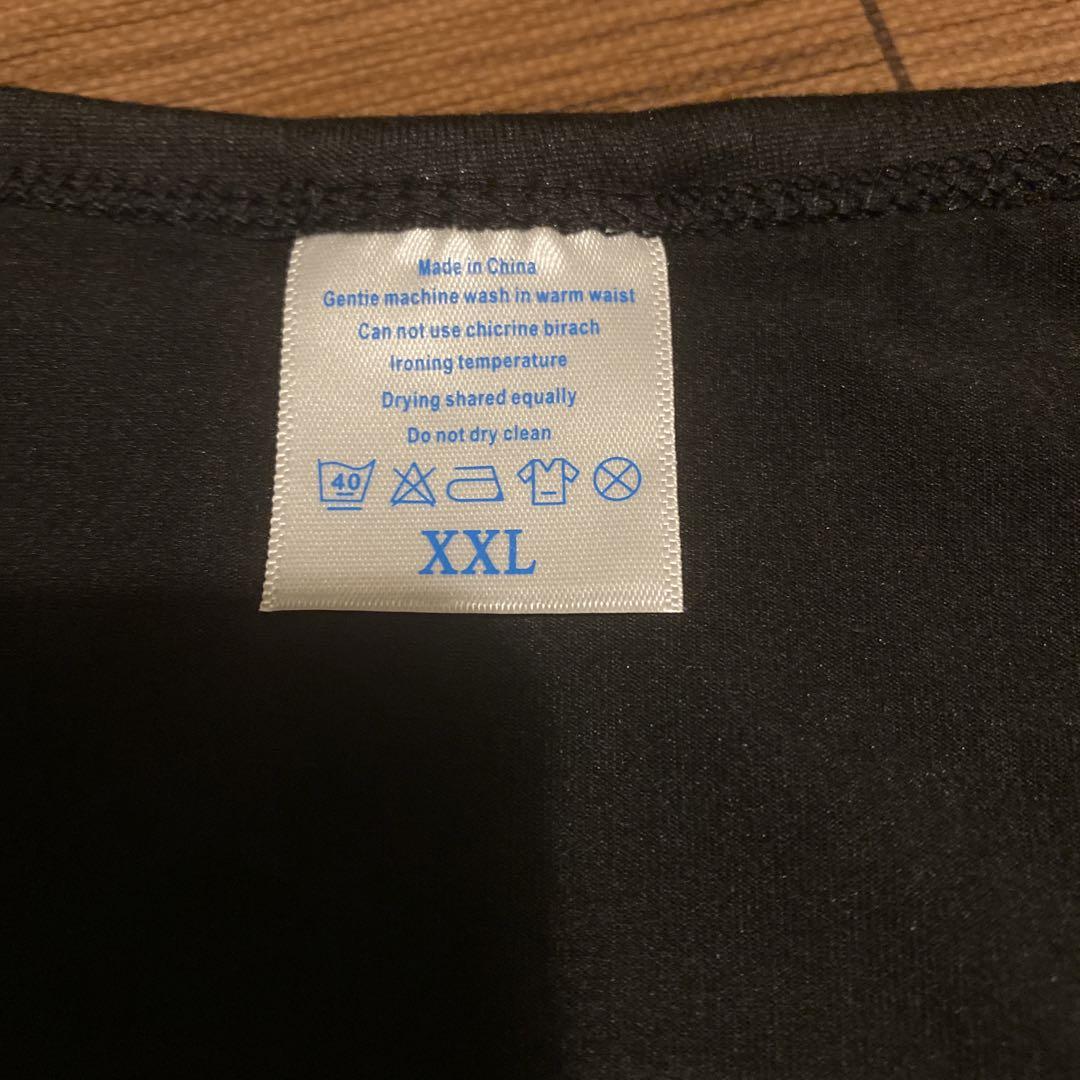 Made in China
Gentie machine wash in warm waist
Can not use chicrine birach
Ironing temperature
Drying shared equally
Do not dry clean
40
XXL